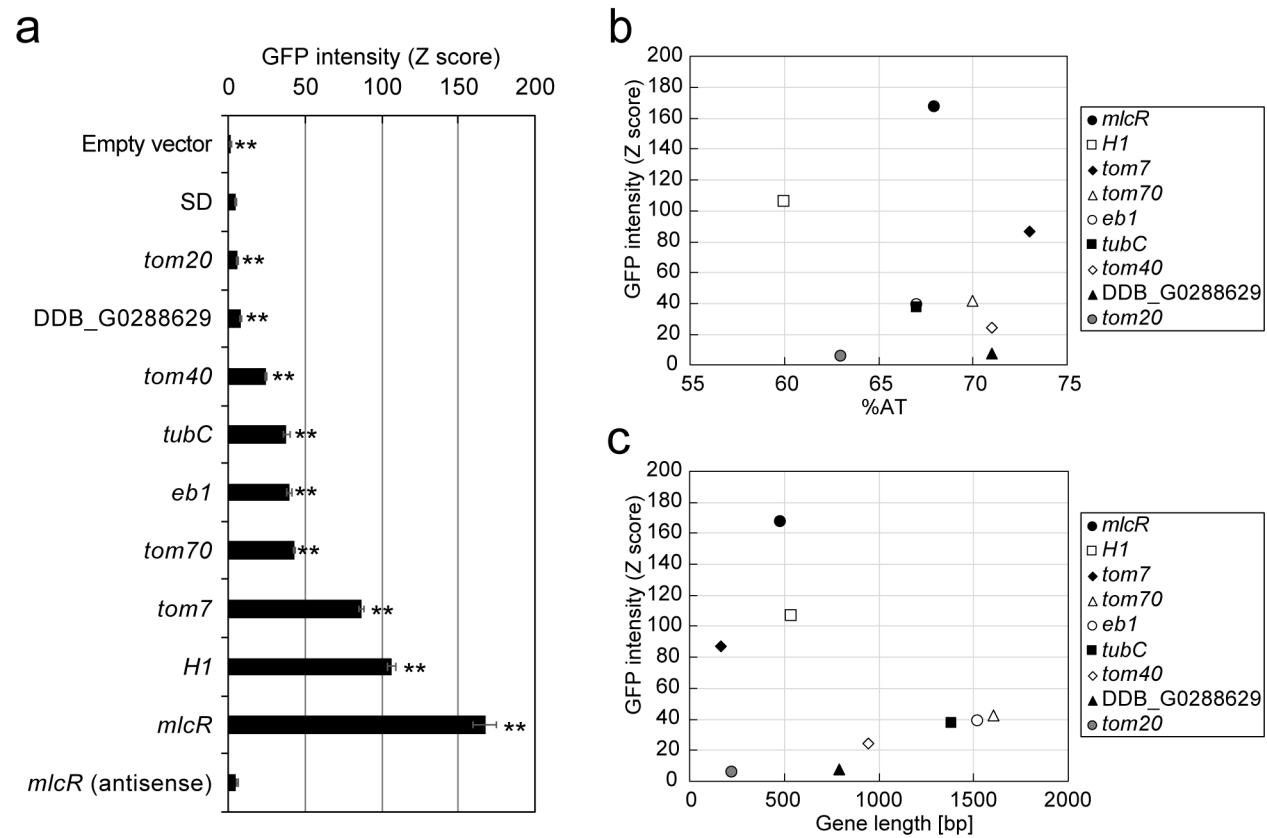 a
GFP intensity (Z score)
0 50 100 150 200
Empty vector **
SD
tom20 **
DDB_G0288629 **
tom40 **
tubC **
eb1 **
tom70 **
tom7 **
H1 **
mlcR **
mlcR (antisense)
b
GFP intensity (Z score)
200
180
160
140
120
100
80
60
40
20
0
55 60 65 70 75
%AT
mlcR
H1
tom7
tom70
eb1
tubC
tom40
DDB_G0288629
tom20
c
GFP intensity (Z score)
200
180
160
140
120
100
80
60
40
20
0
0 500 1000 1500 2000
Gene length [bp]
mlcR
H1
tom7
tom70
eb1
tubC
tom40
DDB_G0288629
tom20